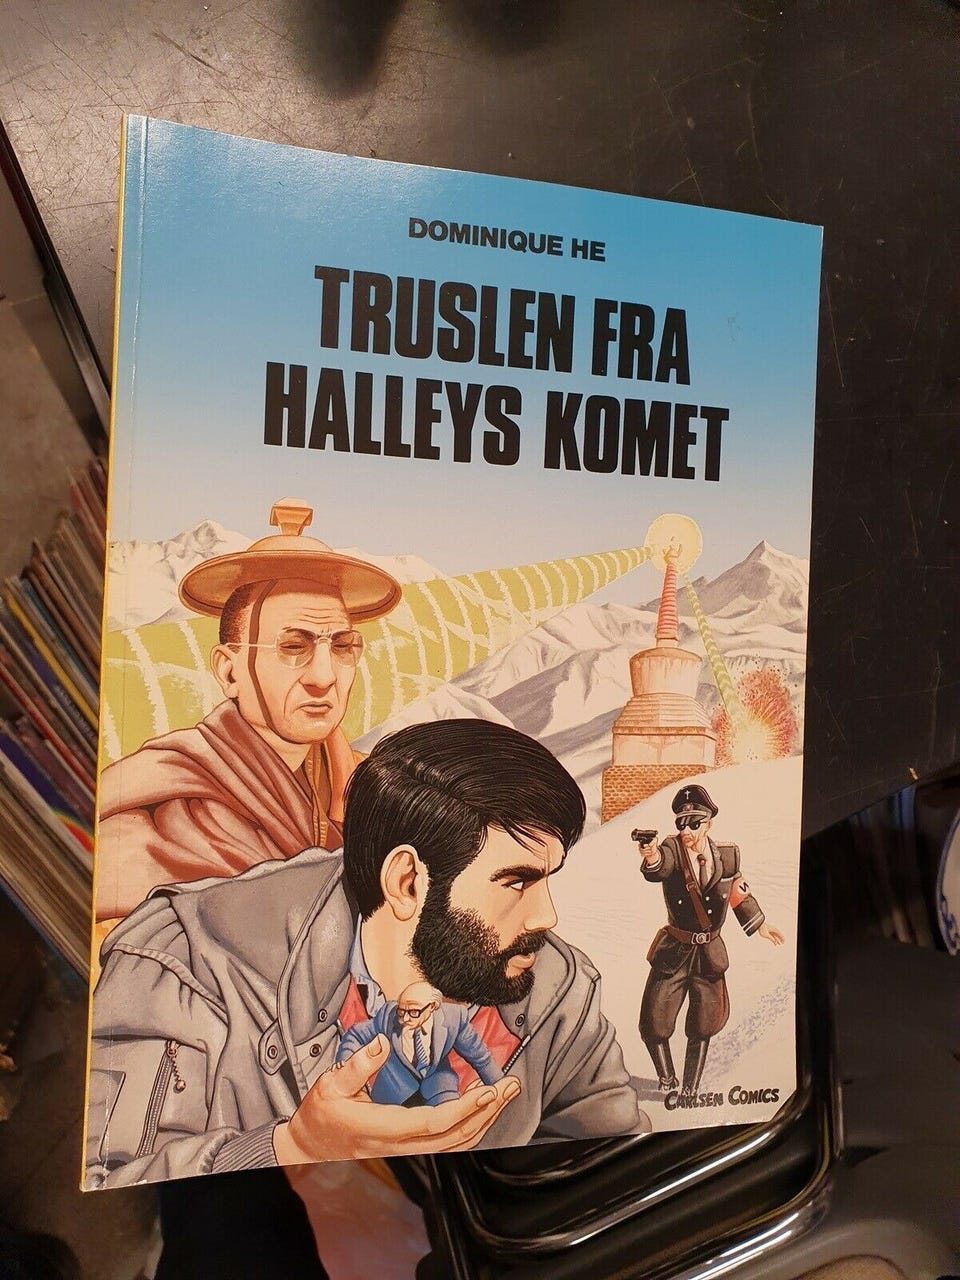 DOMINIQUE HE
TRUSLEN FRA
HALLEYS KOMET
CARLSEN COMICS